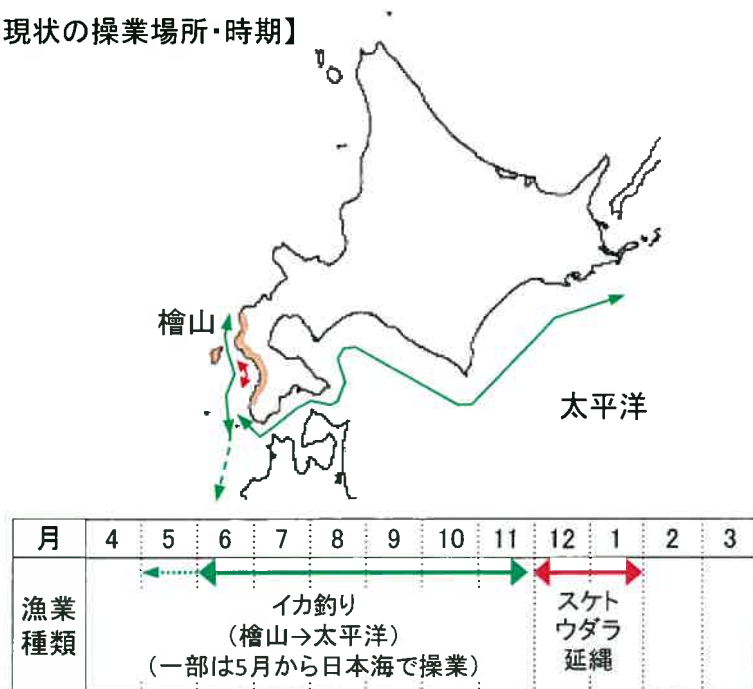 現状の操業場所･時期】
檜山
太平洋
月 4 5 6 7 8 9 10 11 12 1 2 3
漁業
種類
イカ釣り
（檜山→太平洋）
（一部は5月から日本海で操業）
スケト
ウダラ
延縄